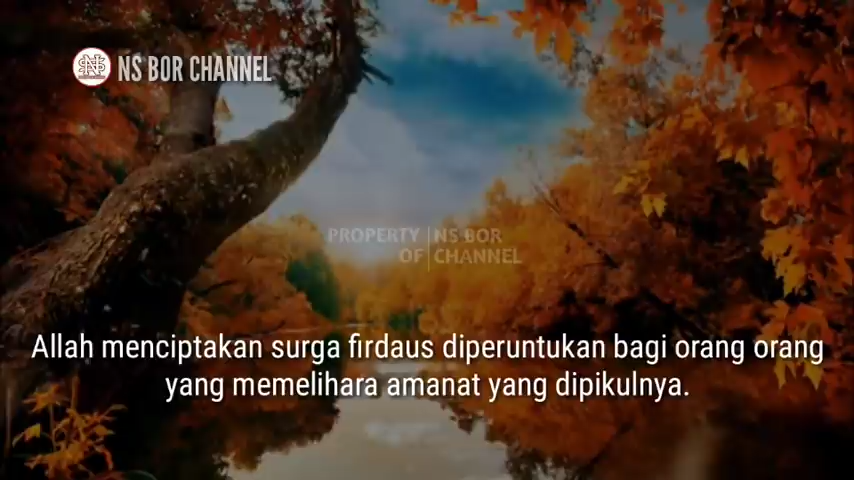 NS BOR CHANNEL
PROPERTY OF | NS BOR CHANNEL
Allah menciptakan surga firdaus diperuntukan bagi orang orang
yang memelihara amanat yang dipikulnya.